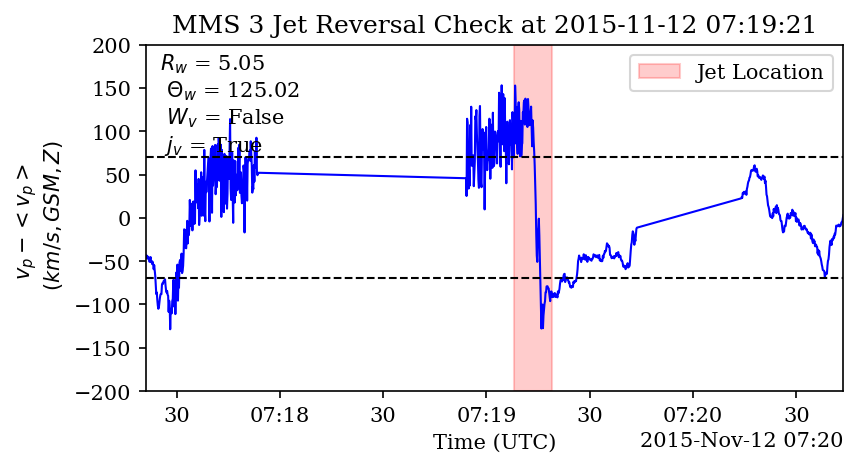 MMS 3 Jet Reversal Check at 2015-11-12 07:19:21
R_w = 5.05
Θ_w = 125.02
W_v = False
j_v = True
Jet Location
200
150
100
50
0
−50
−100
−150
−200
v_p − < v_p >
(km/s, GSM, Z)
30 07:18 30 07:19 30 07:20 30
Time (UTC)
2015-Nov-12 07:20